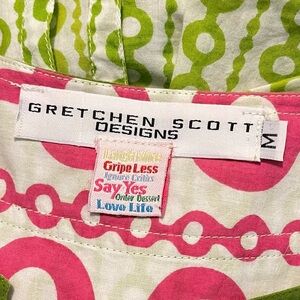 GRETCHEN SCOTT
DESIGNS
M
Gripe Less
Ignore Critics
Say Yes
Order Dessert
Love Life